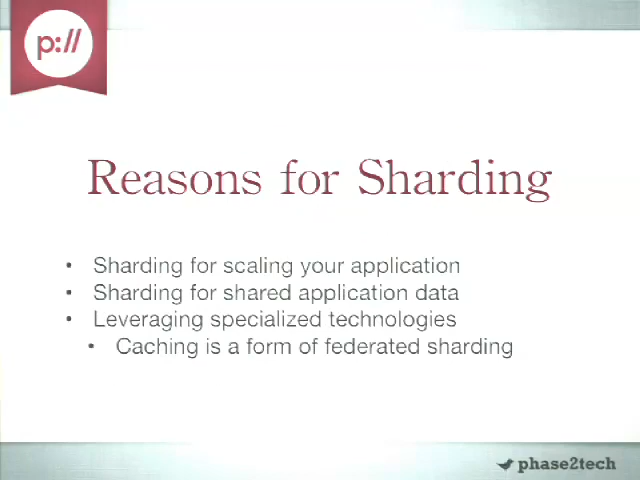 p://
Reasons for Sharding
• Sharding for scaling your application
• Sharding for shared application data
• Leveraging specialized technologies
• Caching is a form of federated sharding
phase2tech